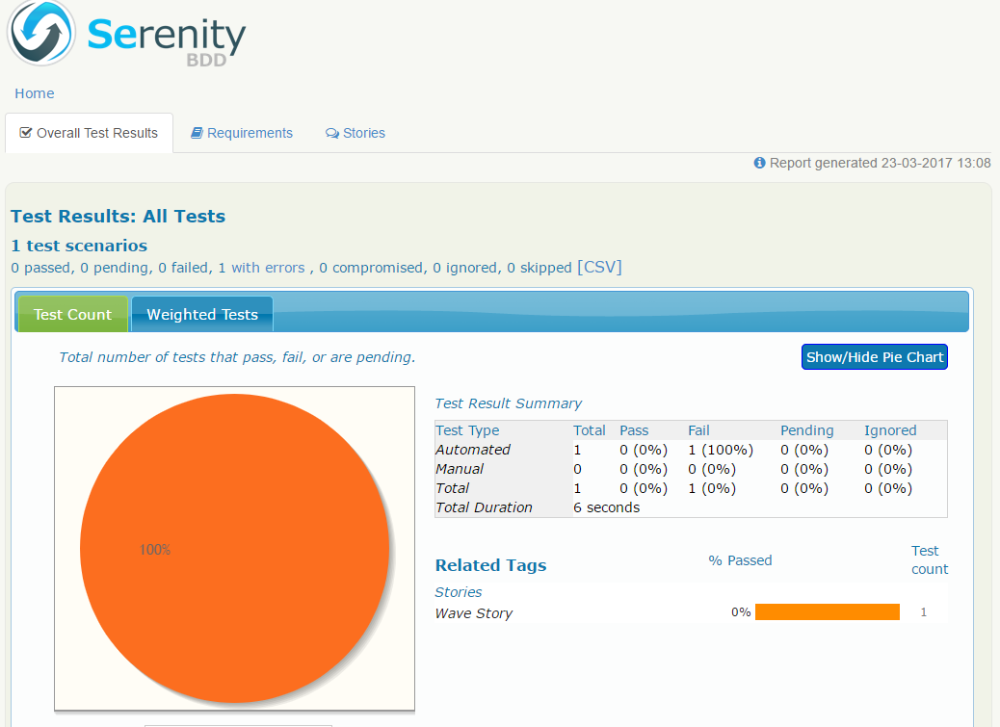 Serenity
BDD
Home
Overall Test Results Requirements Stories
Report generated 23-03-2017 13:08
Test Results: All Tests
1 test scenarios
0 passed, 0 pending, 0 failed, 1 with errors , 0 compromised, 0 ignored, 0 skipped [CSV]
Test Count Weighted Tests
Total number of tests that pass, fail, or are pending.
Show/Hide Pie Chart
100%
Test Result Summary
Test Type Total Pass Fail Pending Ignored
Automated 1 0 (0%) 1 (100%) 0 (0%) 0 (0%)
Manual 0 0 (0%) 0 (0%) 0 (0%) 0 (0%)
Total 1 0 (0%) 1 (0%) 0 (0%) 0 (0%)
Total Duration 6 seconds
Related Tags % Passed Test
count
Stories
Wave Story 0% 1